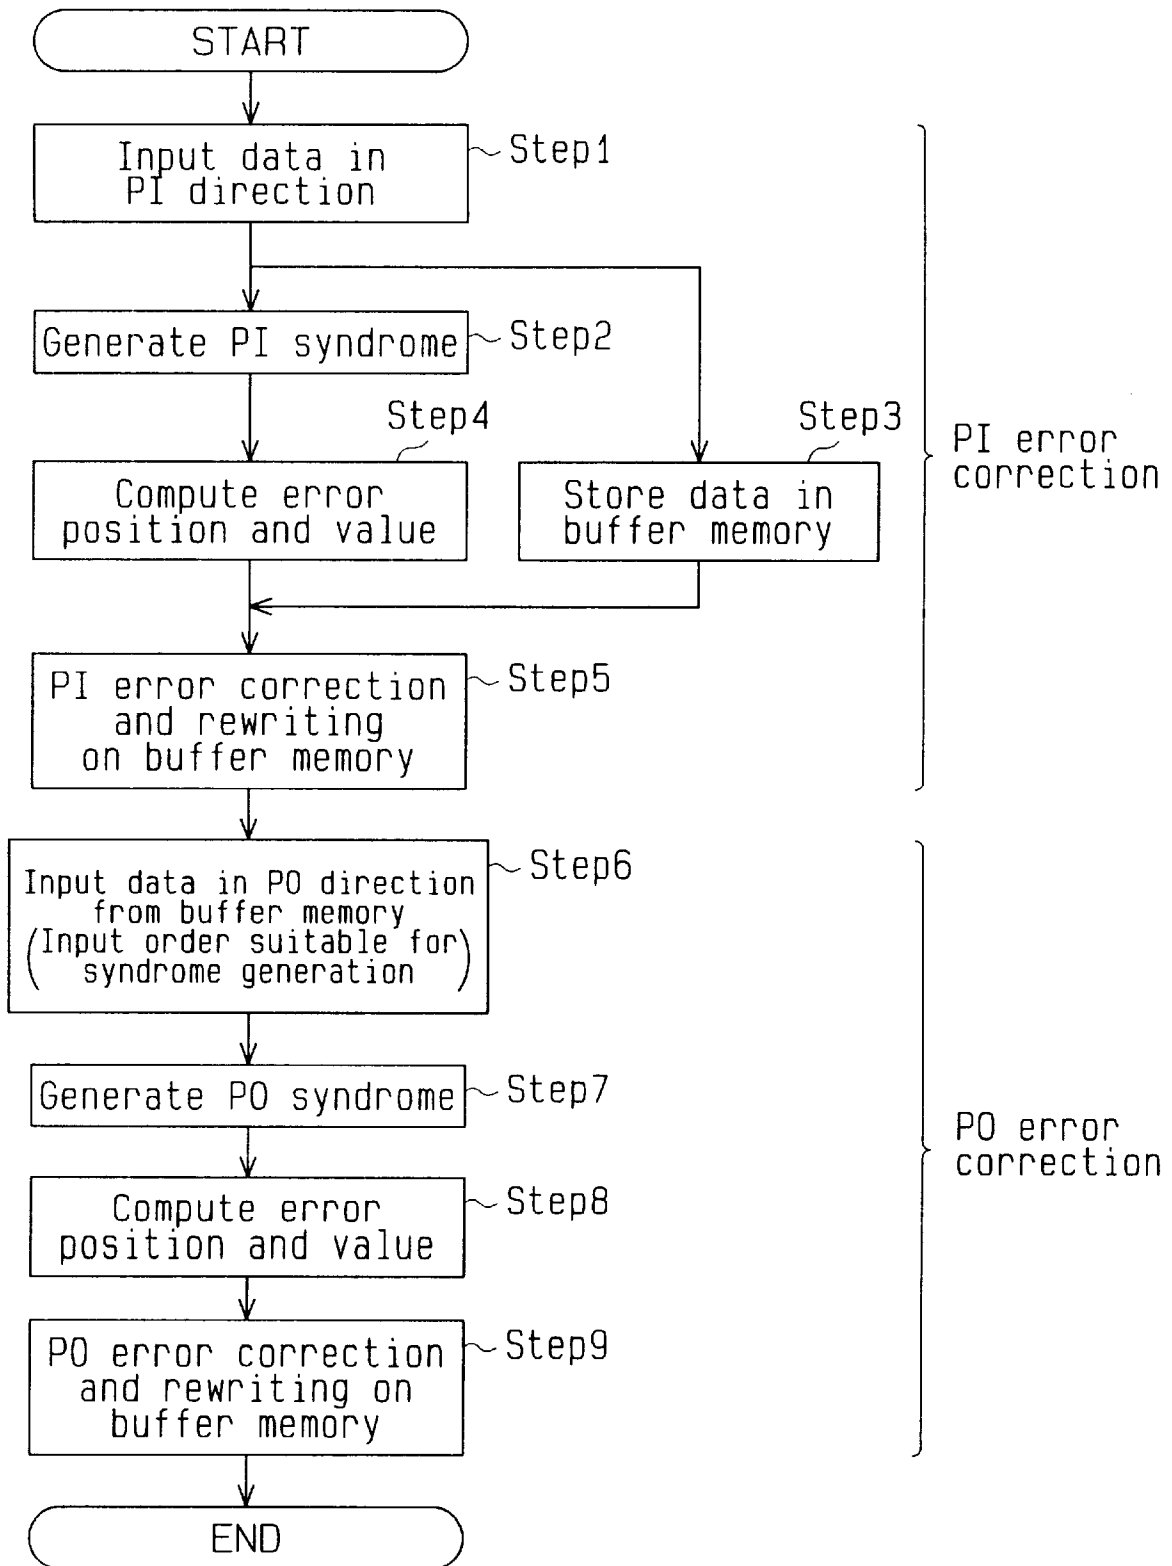 START
Input data in
PI direction
Step1
Generate PI syndrome
Step2
Step4
Compute error
position and value
Step3
Store data in
buffer memory
PI error
correction
PI error correction
and rewriting
on buffer memory
Step5
Input data in PO direction
from buffer memory
(Input order suitable for
syndrome generation)
Step6
Generate PO syndrome
Step7
Compute error
position and value
Step8
PO error
correction
PO error correction
and rewriting on
buffer memory
Step9
END